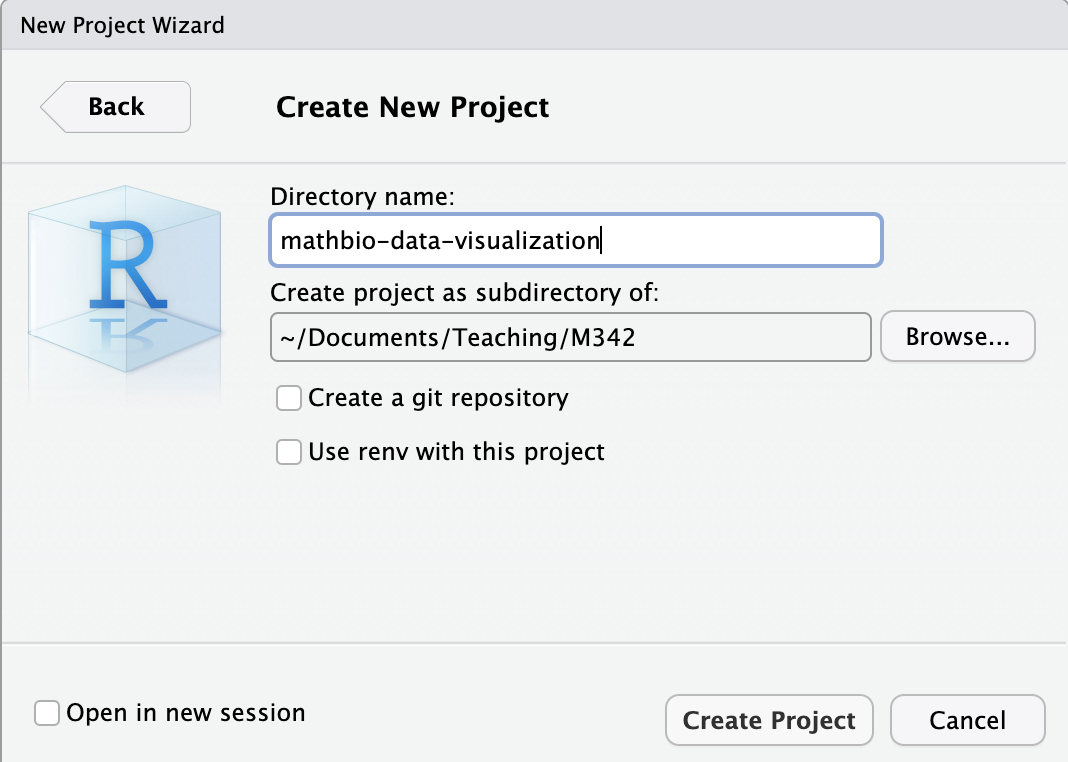 New Project Wizard
Back
Create New Project
R
Directory name:
mathbio-data-visualization
Create project as subdirectory of:
~/Documents/Teaching/M342
Browse...
Create a git repository
Use renv with this project
Open in new session
Create Project
Cancel